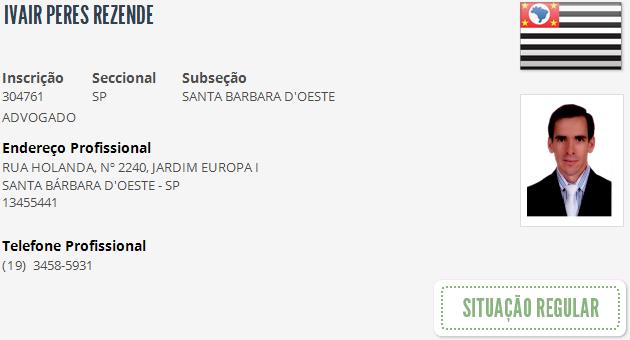 IVAIR PERES REZENDE
Inscrição Seccional Subseção
304761 SP SANTA BARBARA D'OESTE
ADVOGADO
Endereço Profissional
RUA HOLANDA, Nº 2240, JARDIM EUROPA I
SANTA BÁRBARA D'OESTE - SP
13455441
Telefone Profissional
(19) 3458-5931
SITUAÇÃO REGULAR